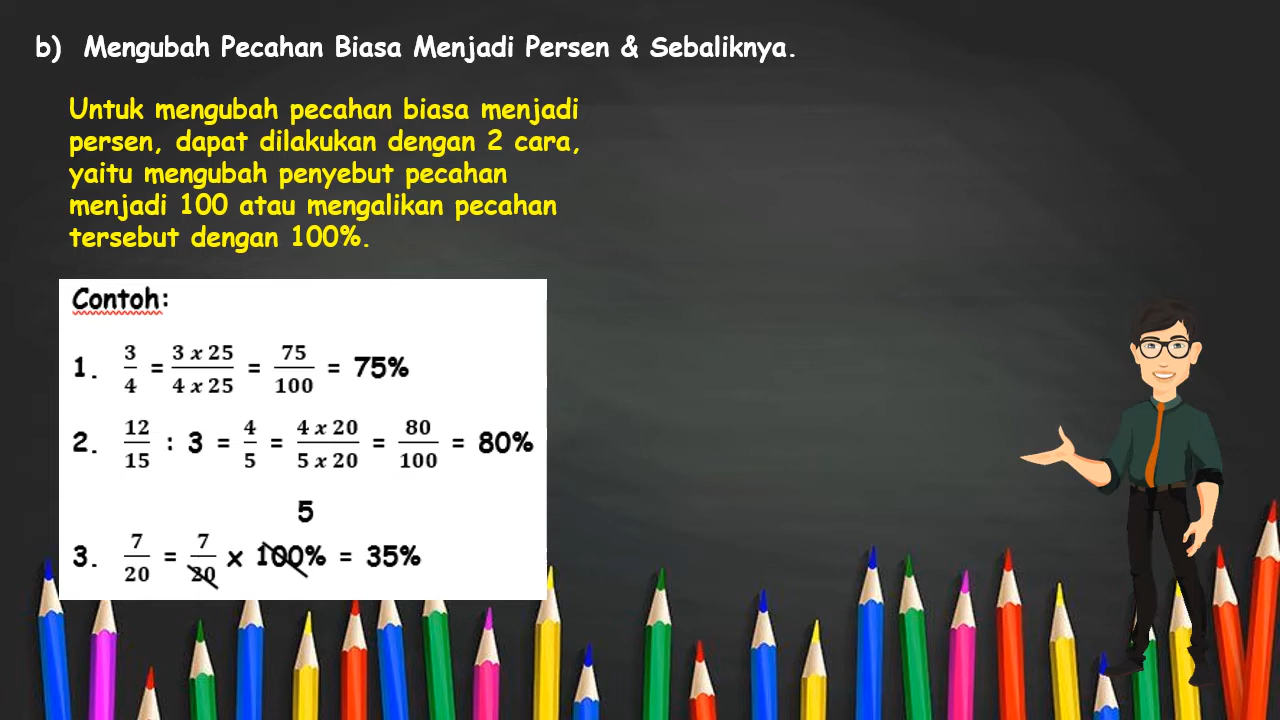 b) Mengubah Pecahan Biasa Menjadi Persen & Sebaliknya.
Untuk mengubah pecahan biasa menjadi
persen, dapat dilakukan dengan 2 cara,
yaitu mengubah penyebut pecahan
menjadi 100 atau mengalikan pecahan
tersebut dengan 100%.
Contoh:
1. 3/4 = 3 x 25/4 x 25 = 75/100 = 75%
2. 12/15 : 3 = 4/5 = 4 x 20/5 x 20 = 80/100 = 80%
5
3. 7/20 = 7/20 x 100% = 35%